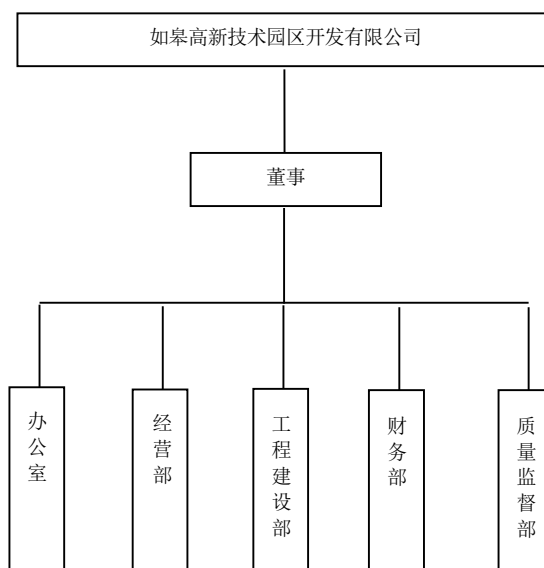 如皋高新技术园区开发有限公司
董事
办公室
经营部
工程建设部
财务部
质量监督部